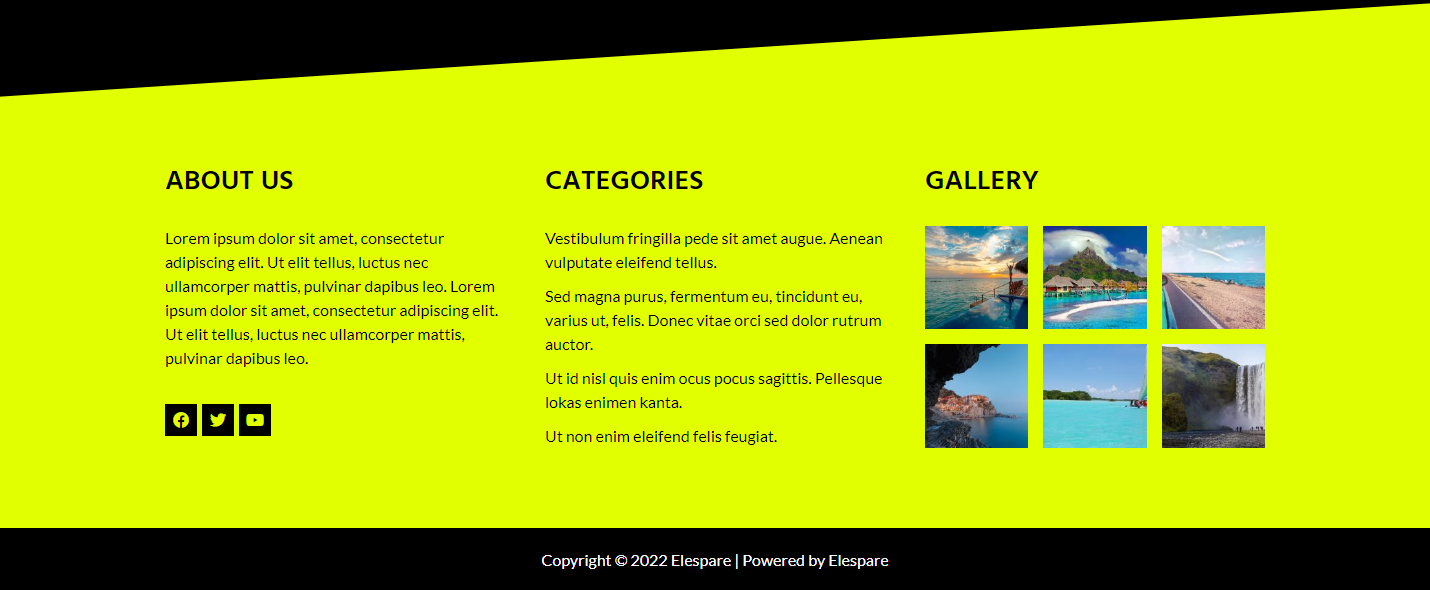 ABOUT US
Lorem ipsum dolor sit amet, consectetur
adipiscing elit. Ut elit tellus, luctus nec
ullamcorper mattis, pulvinar dapibus leo. Lorem
ipsum dolor sit amet, consectetur adipiscing elit.
Ut elit tellus, luctus nec ullamcorper mattis,
pulvinar dapibus leo.
CATEGORIES
Vestibulum fringilla pede sit amet augue. Aenean
vulputate eleifend tellus.
Sed magna purus, fermentum eu, tincidunt eu,
varius ut, felis. Donec vitae orci sed dolor rutrum
auctor.
Ut id nisl quis enim ocus pocus sagittis. Pellesque
lokas enimen kanta.
Ut non enim eleifend felis feugiat.
GALLERY
Copyright © 2022 Elespare | Powered by Elespare